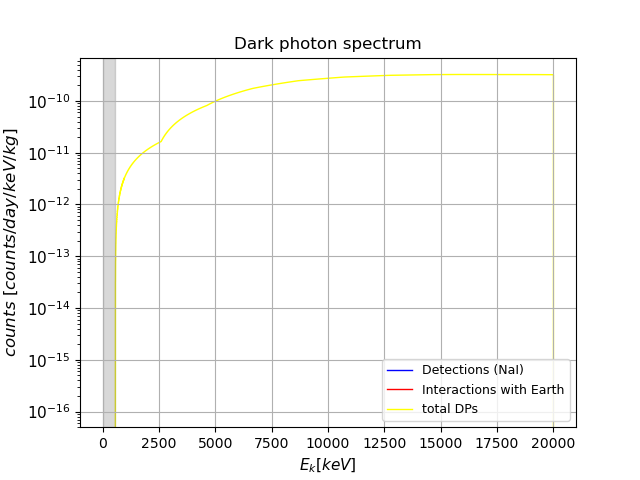 Dark photon spectrum
counts [counts/day/keV/kg]
10⁻¹⁰
10⁻¹¹
10⁻¹²
10⁻¹³
10⁻¹⁴
10⁻¹⁵
10⁻¹⁶
Detections (NaI)
Interactions with Earth
total DPs
0 2500 5000 7500 10000 12500 15000 17500 20000
E_k[keV]